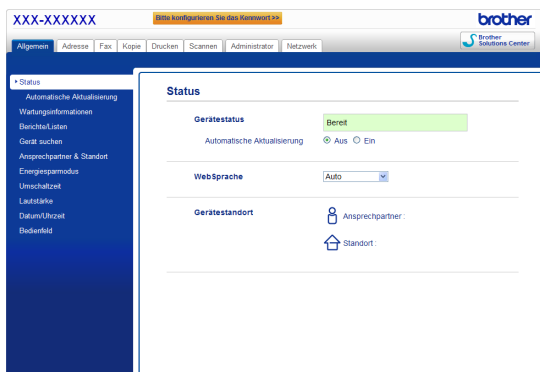 XXX-XXXXXX
Bitte konfigurieren Sie das Kennwort >>
brother
Allgemein Adresse Fax Kopie Drucken Scannen Administrator Netzwerk
Brother
Solutions Center
Status
Automatische Aktualisierung
Wartungsinformationen
Berichte/Listen
Gerät suchen
Ansprechpartner & Standort
Energiesparmodus
Umschaltzeit
Lautstärke
Datum/Uhrzeit
Bedienfeld
Status
Gerätestatus Bereit
Automatische Aktualisierung Aus Ein
WebSprache Auto
Gerätestandort Ansprechpartner :
Standort :